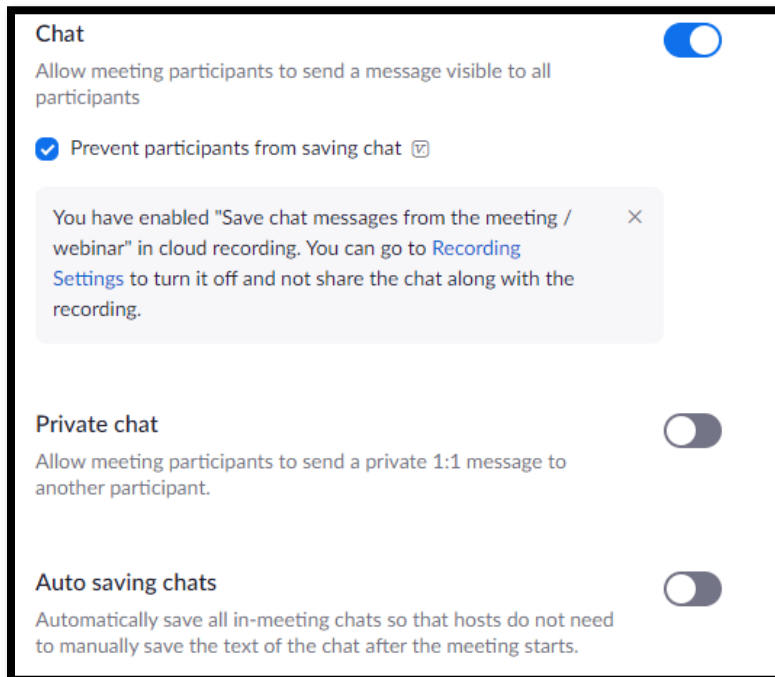 Chat
Allow meeting participants to send a message visible to all
participants
Prevent participants from saving chat
You have enabled "Save chat messages from the meeting /
webinar" in cloud recording. You can go to Recording
Settings to turn it off and not share the chat along with the
recording.
Private chat
Allow meeting participants to send a private 1:1 message to
another participant.
Auto saving chats
Automatically save all in-meeting chats so that hosts do not need
to manually save the text of the chat after the meeting starts.